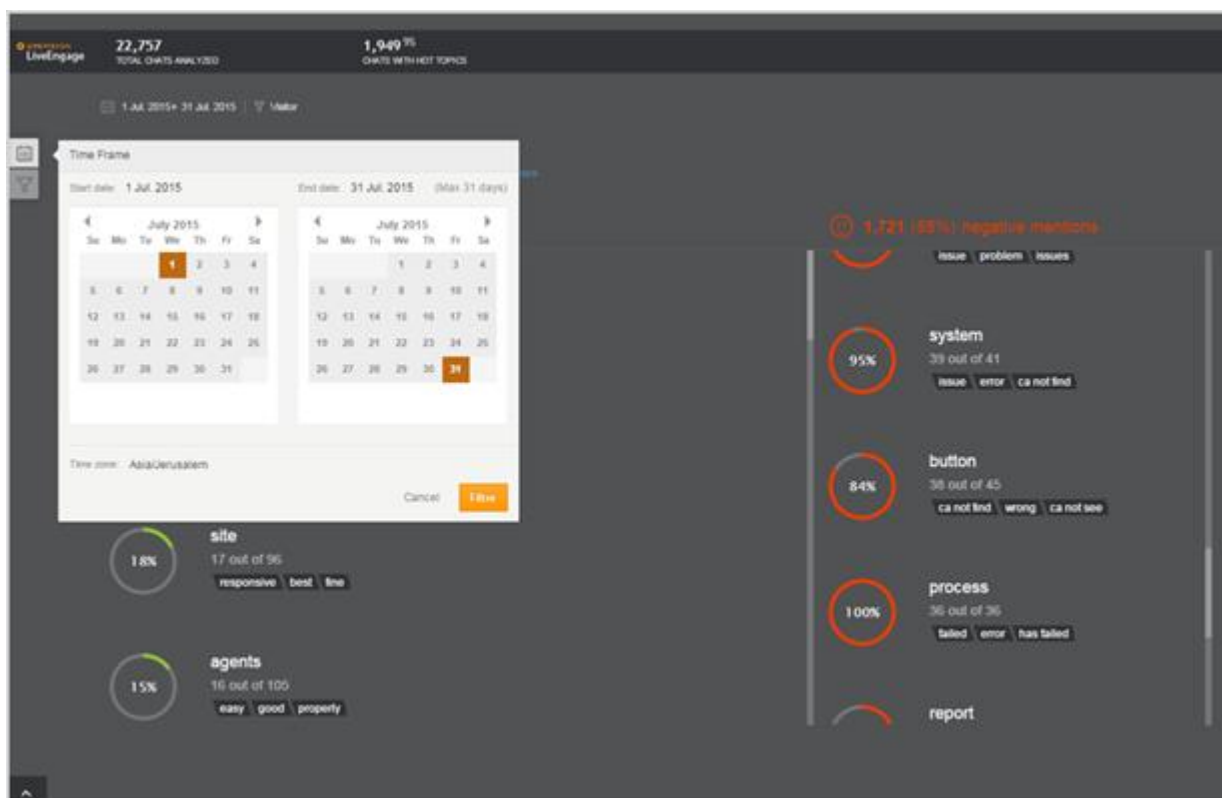 LiveEngage
22,757
TOTAL CHATS ANALYZED
1,949
CHATS WITH HOT TOPICS
1 Jul. 2015 31 Jul. 2015 Visitor
Time Frame
Start date: 1 Jul. 2015
July 2015
Su Mo Tu We Th Fr Sa
1 2 3 4
5 6 7 8 9 10 11
12 13 14 15 16 17 18
19 20 21 22 23 24 25
26 27 28 29 30 31
End date: 31 Jul. 2015 (Max 31 days)
July 2015
Su Mo Tu We Th Fr Sa
1 2 3 4
5 6 7 8 9 10 11
12 13 14 15 16 17 18
19 20 21 22 23 24 25
26 27 28 29 30 31
Time zone: Asia/Jerusalem
Cancel Filter
18%
site
17 out of 96
responsive best fine
15%
agents
16 out of 105
easy good properly
1,721 negative mentions
issue problem issues
95%
system
39 out of 41
issue error ca not find
84%
button
38 out of 45
ca not find wrong ca not see
100%
process
36 out of 36
failed error has failed
report